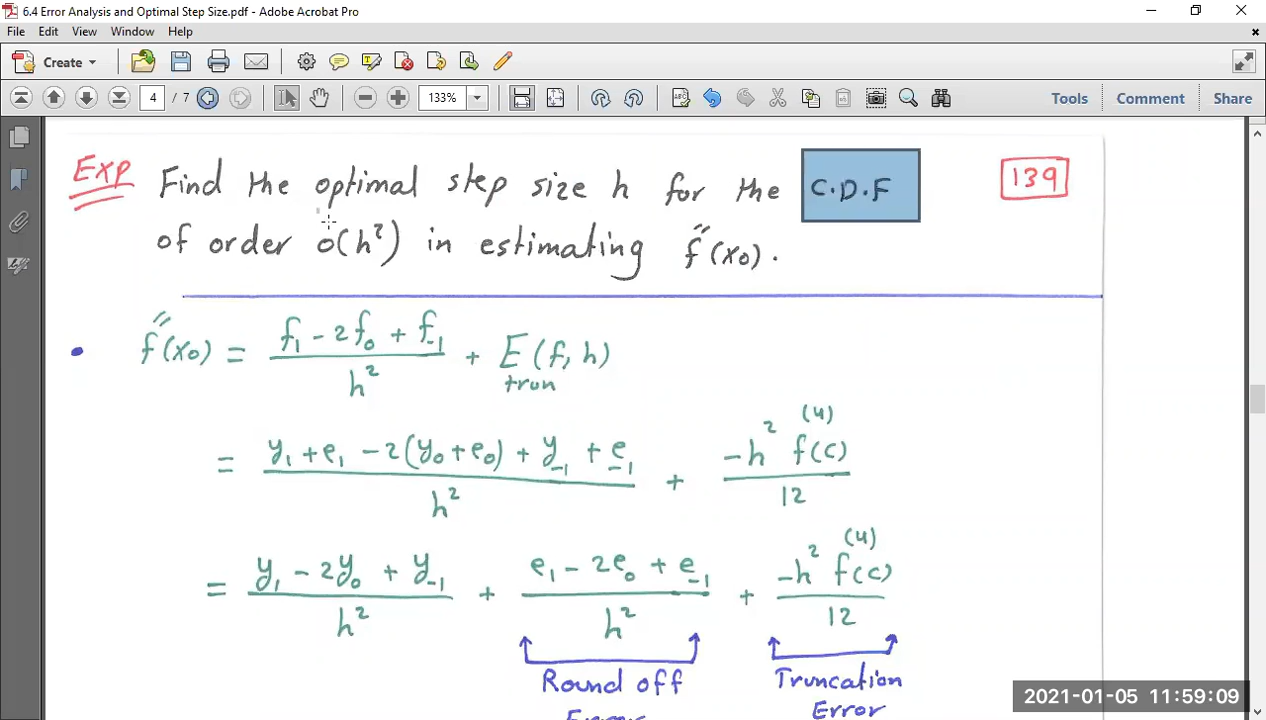 6.4 Error Analysis and Optimal Step Size.pdf - Adobe Acrobat Pro
File Edit View Window Help
Create
4 / 7 133% Tools Comment Share
Exp Find the optimal step size h for the C.D.F 139
of order O(h²) in estimating f''(x₀).
f''(x₀) = (f₁ - 2f₀ + f₋₁)/h² + E(f, h)
trun
= (y₁ + e₁ - 2(y₀ + e₀) + y₋₁ + e₋₁)/h² + (-h² f⁽⁴⁾(c))/12
= (y₁ - 2y₀ + y₋₁)/h² + (e₁ - 2e₀ + e₋₁)/h² + (-h² f⁽⁴⁾(c))/12
Round off Truncation
Error
2021-01-05 11:59:09